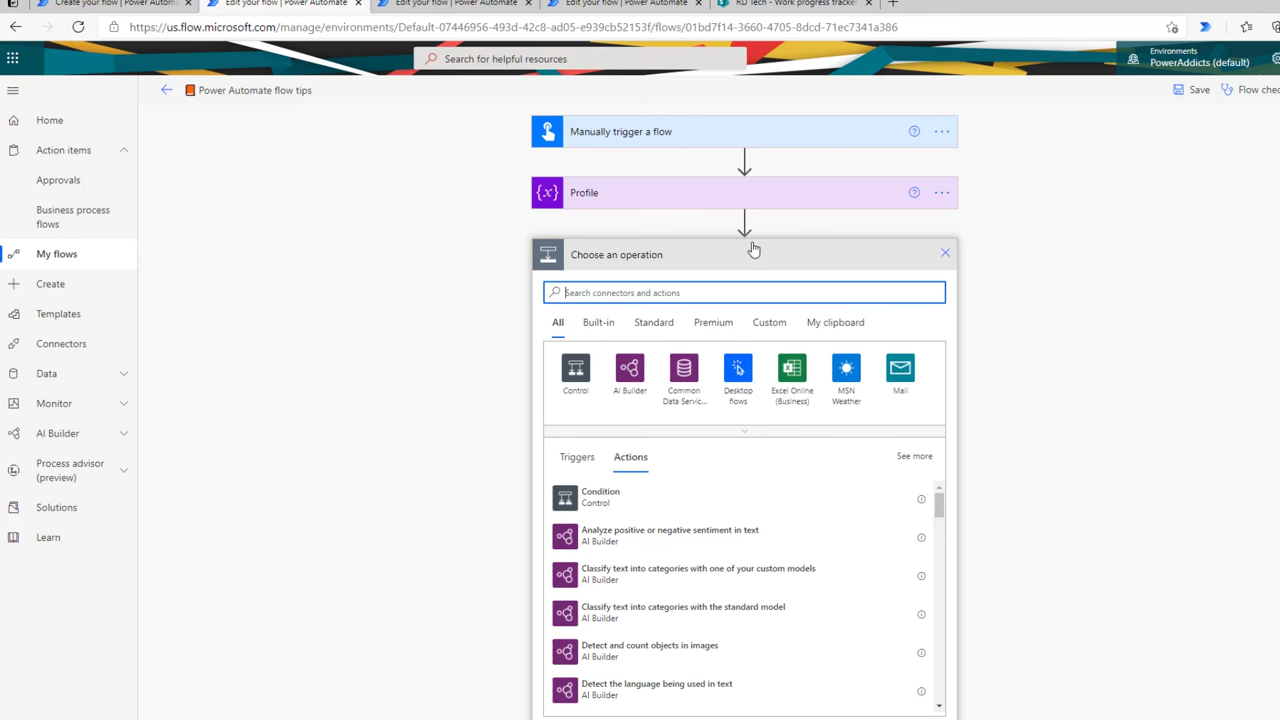 Create your flow | Power Automate
Edit your flow | Power Automate
Edit your flow | Power Automate
Edit your flow | Power Automate
RD Tech - Work progress tracker
https://us.flow.microsoft.com/manage/environments/Default-07446956-493d-42c8-ad05-e939b52153f/flows/01bd7f14-3660-4705-8dcd-71ec7341a386
Search for helpful resources
Environments
PowerAddicts (default)
Power Automate flow tips
Save
Flow chec
Home
Action items
Approvals
Business process
flows
My flows
Create
Templates
Connectors
Data
Monitor
AI Builder
Process advisor
(preview)
Solutions
Learn
Manually trigger a flow
{x} Profile
Choose an operation
Search connectors and actions
All Built-in Standard Premium Custom My clipboard
Control
AI Builder
Common
Data Servic...
Desktop
flows
Excel Online
(Business)
MSN
Weather
Mail
Triggers Actions See more
Condition
Control
Analyze positive or negative sentiment in text
AI Builder
Classify text into categories with one of your custom models
AI Builder
Classify text into categories with the standard model
AI Builder
Detect and count objects in images
AI Builder
Detect the language being used in text
AI Builder